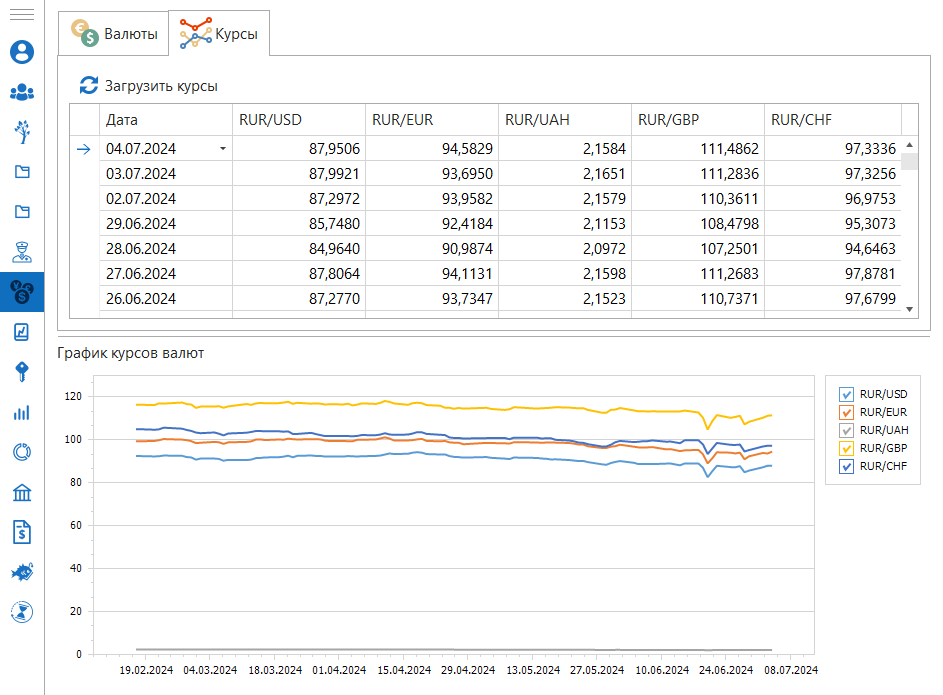 Валюты Курсы
Загрузить курсы
Дата RUR/USD RUR/EUR RUR/UAH RUR/GBP RUR/CHF
04.07.2024 87,9506 94,5829 2,1584 111,4862 97,3336
03.07.2024 87,9921 93,6950 2,1651 111,2836 97,3256
02.07.2024 87,2972 93,9582 2,1579 110,3611 96,9753
29.06.2024 85,7480 92,4184 2,1153 108,4798 95,3073
28.06.2024 84,9640 90,9874 2,0972 107,2501 94,6463
27.06.2024 87,8064 94,1131 2,1598 111,2683 97,8781
26.06.2024 87,2770 93,7347 2,1523 110,7371 97,6799
График курсов валют
120
100
80
60
40
20
0
19.02.2024 04.03.2024 18.03.2024 01.04.2024 15.04.2024 29.04.2024 13.05.2024 27.05.2024 10.06.2024 24.06.2024 08.07.2024
RUR/USD
RUR/EUR
RUR/UAH
RUR/GBP
RUR/CHF